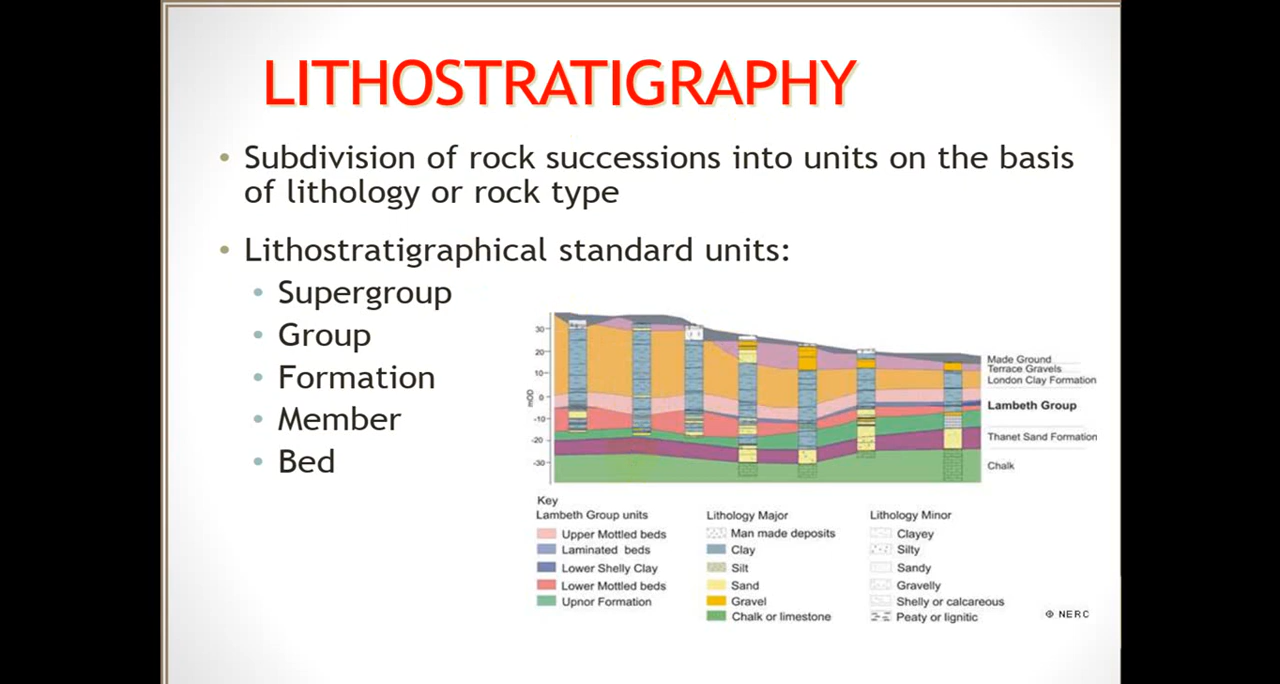 LITHOSTRATIGRAPHY
• Subdivision of rock successions into units on the basis
of lithology or rock type
• Lithostratigraphical standard units:
• Supergroup
• Group
• Formation
• Member
• Bed
30
20
10
0
-10
-20
-30
mOD
Made Ground
Terrace Gravels
London Clay Formation
Lambeth Group
Thanet Sand Formation
Chalk
Key
Lambeth Group units
Upper Mottled beds
Laminated beds
Lower Shelly Clay
Lower Mottled beds
Upnor Formation
Lithology Major
Man made deposits
Clay
Silt
Sand
Gravel
Chalk or limestone
Lithology Minor
Clayey
Silty
Sandy
Gravelly
Shelly or calcareous
Peaty or lignitic
© NERC